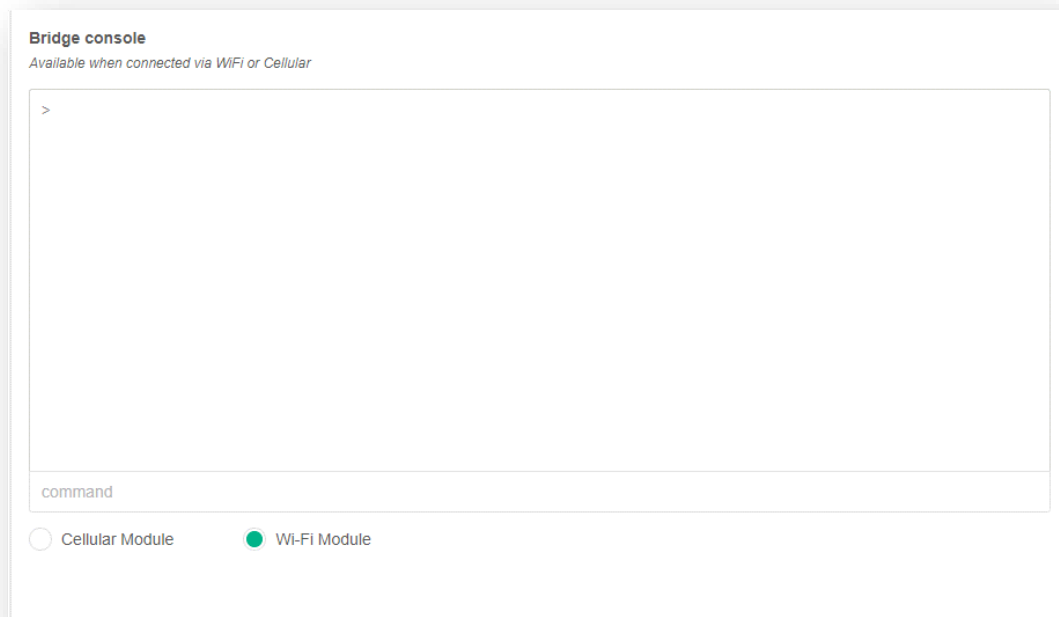 Bridge console
Available when connected via WiFi or Cellular
>
command
Cellular Module Wi-Fi Module